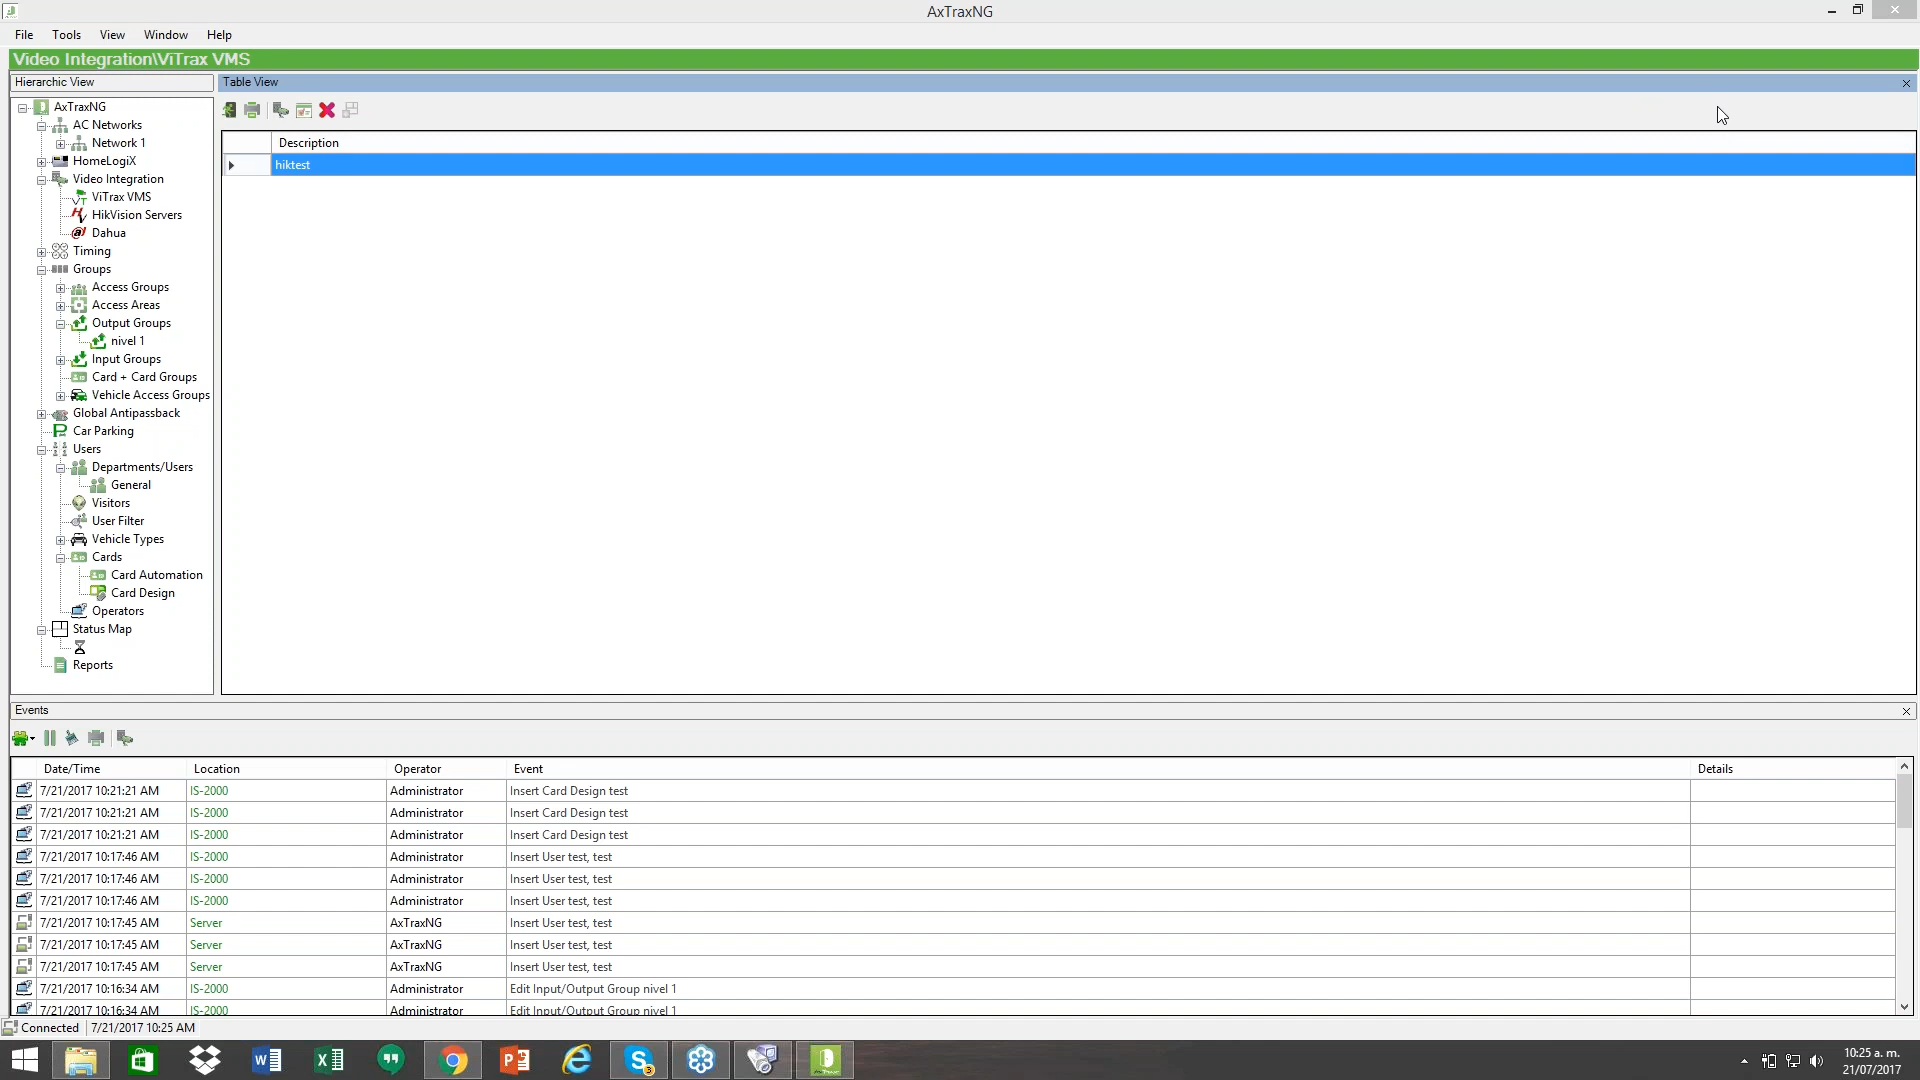 AxTraxNG
File Tools View Window Help
Video Integration\ViTrax VMS
Hierarchic View
Table View
AxTraxNG
AC Networks
Network 1
HomeLogiX
Video Integration
ViTrax VMS
HikVision Servers
Dahua
Timing
Groups
Access Groups
Access Areas
Output Groups
nivel 1
Input Groups
Card + Card Groups
Vehicle Access Groups
Global Antipassback
Car Parking
Users
Departments/Users
General
Visitors
User Filter
Vehicle Types
Cards
Card Automation
Card Design
Operators
Status Map
Reports
Description
hiktest
Events
Date/Time Location Operator Event Details
7/21/2017 10:21:21 AM IS-2000 Administrator Insert Card Design test
7/21/2017 10:21:21 AM IS-2000 Administrator Insert Card Design test
7/21/2017 10:21:21 AM IS-2000 Administrator Insert Card Design test
7/21/2017 10:17:46 AM IS-2000 Administrator Insert User test, test
7/21/2017 10:17:46 AM IS-2000 Administrator Insert User test, test
7/21/2017 10:17:46 AM IS-2000 Administrator Insert User test, test
7/21/2017 10:17:45 AM Server AxTraxNG Insert User test, test
7/21/2017 10:17:45 AM Server AxTraxNG Insert User test, test
7/21/2017 10:17:45 AM Server AxTraxNG Insert User test, test
7/21/2017 10:16:34 AM IS-2000 Administrator Edit Input/Output Group nivel 1
7/21/2017 10:16:34 AM IS-2000 Administrator Edit Input/Output Group nivel 1
Connected 7/21/2017 10:25 AM
10:25 a. m.
21/07/2017